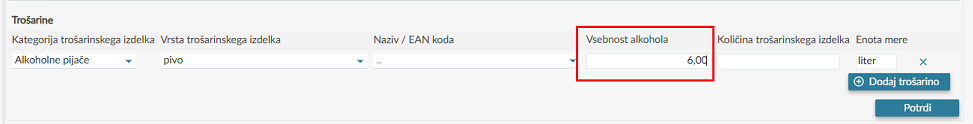 Trošarine
Kategorija trošarinskega izdelka Vrsta trošarinskega izdelka Naziv / EAN koda Vsebnost alkohola Količina trošarinskega izdelka Enota mere
Alkoholne pijače pivo .. 6,00 liter
Dodaj trošarino
Potrdi